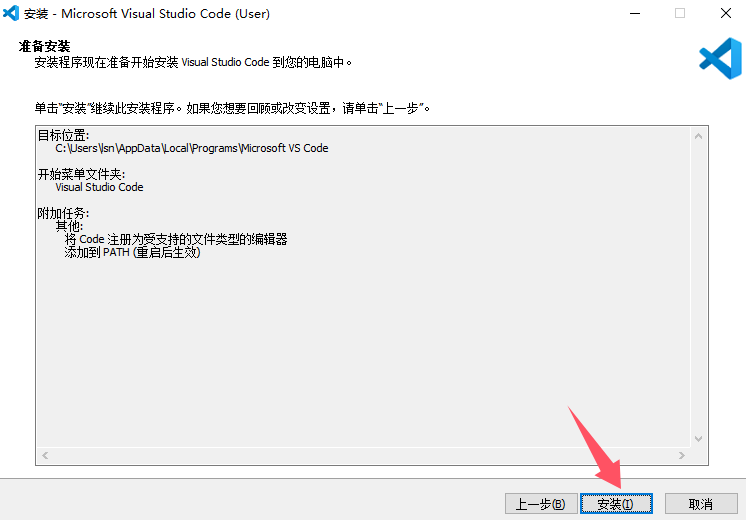 安装 - Microsoft Visual Studio Code (User)
准备安装
安装程序现在准备开始安装 Visual Studio Code 到您的电脑中。
单击“安装”继续此安装程序。如果您想要回顾或改变设置，请单击“上一步”。
目标位置:
C:\Users\lsn\AppData\Local\Programs\Microsoft VS Code
开始菜单文件夹:
Visual Studio Code
附加任务:
其他:
将 Code 注册为受支持的文件类型的编辑器
添加到 PATH (重启后生效)
上一步(B)
安装(I)
取消